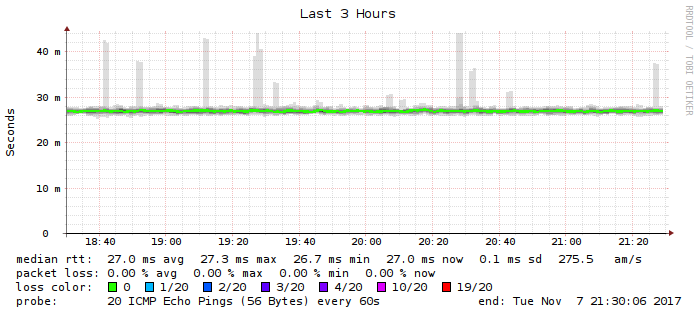 Last 3 Hours
RRDTOOL / TOBI OETIKER
Seconds
40 m
30 m
20 m
10 m
0
18:40 19:00 19:20 19:40 20:00 20:20 20:40 21:00 21:20
median rtt: 27.0 ms avg 27.3 ms max 26.7 ms min 27.0 ms now 0.1 ms sd 275.5 am/s
packet loss: 0.00 % avg 0.00 % max 0.00 % min 0.00 % now
loss color: 0 1/20 2/20 3/20 4/20 10/20 19/20
probe: 20 ICMP Echo Pings (56 Bytes) every 60s end: Tue Nov 7 21:30:06 2017